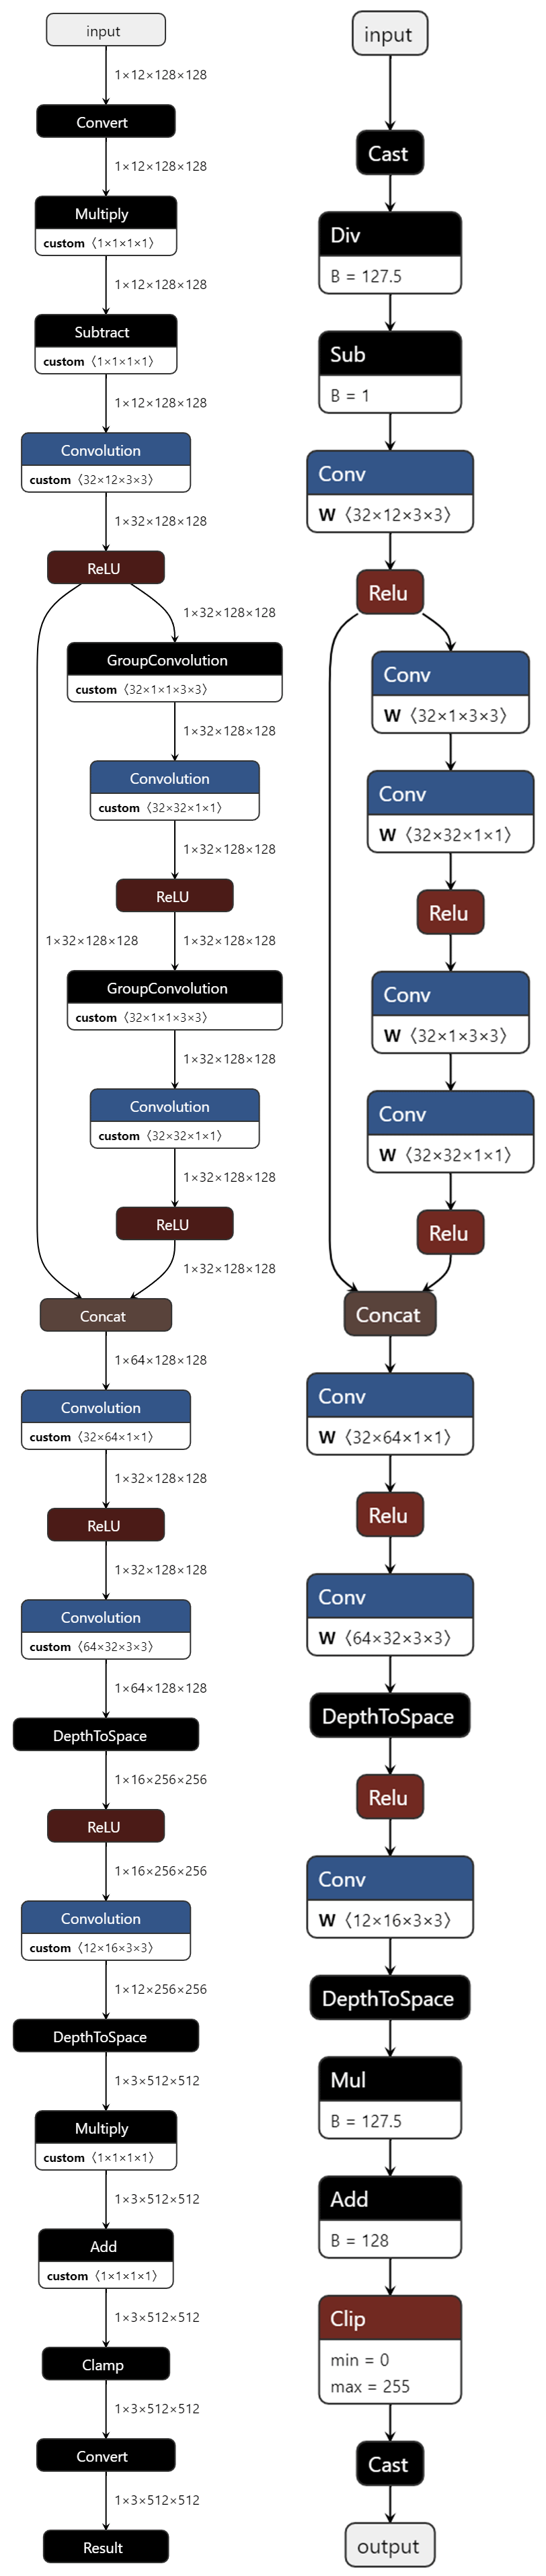 input
1×12×128×128
Convert
1×12×128×128
Multiply
custom 〈1×1×1×1〉
1×12×128×128
Subtract
custom 〈1×1×1×1〉
1×12×128×128
Convolution
custom 〈32×12×3×3〉
1×32×128×128
ReLU
1×32×128×128
GroupConvolution
custom 〈32×1×1×3×3〉
1×32×128×128
Convolution
custom 〈32×32×1×1〉
1×32×128×128
ReLU
1×32×128×128
1×32×128×128
GroupConvolution
custom 〈32×1×1×3×3〉
1×32×128×128
Convolution
custom 〈32×32×1×1〉
1×32×128×128
ReLU
1×32×128×128
Concat
1×64×128×128
Convolution
custom 〈32×64×1×1〉
1×32×128×128
ReLU
1×32×128×128
Convolution
custom 〈64×32×3×3〉
1×64×128×128
DepthToSpace
1×16×256×256
ReLU
1×16×256×256
Convolution
custom 〈12×16×3×3〉
1×12×256×256
DepthToSpace
1×3×512×512
Multiply
custom 〈1×1×1×1〉
1×3×512×512
Add
custom 〈1×1×1×1〉
1×3×512×512
Clamp
1×3×512×512
Convert
1×3×512×512
Result
input
Cast
Div
B = 127.5
Sub
B = 1
Conv
W 〈32×12×3×3〉
Relu
Conv
W 〈32×1×3×3〉
Conv
W 〈32×32×1×1〉
Relu
Conv
W 〈32×1×3×3〉
Conv
W 〈32×32×1×1〉
Relu
Concat
Conv
W 〈32×64×1×1〉
Relu
Conv
W 〈64×32×3×3〉
DepthToSpace
Relu
Conv
W 〈12×16×3×3〉
DepthToSpace
Mul
B = 127.5
Add
B = 128
Clip
min = 0
max = 255
Cast
output